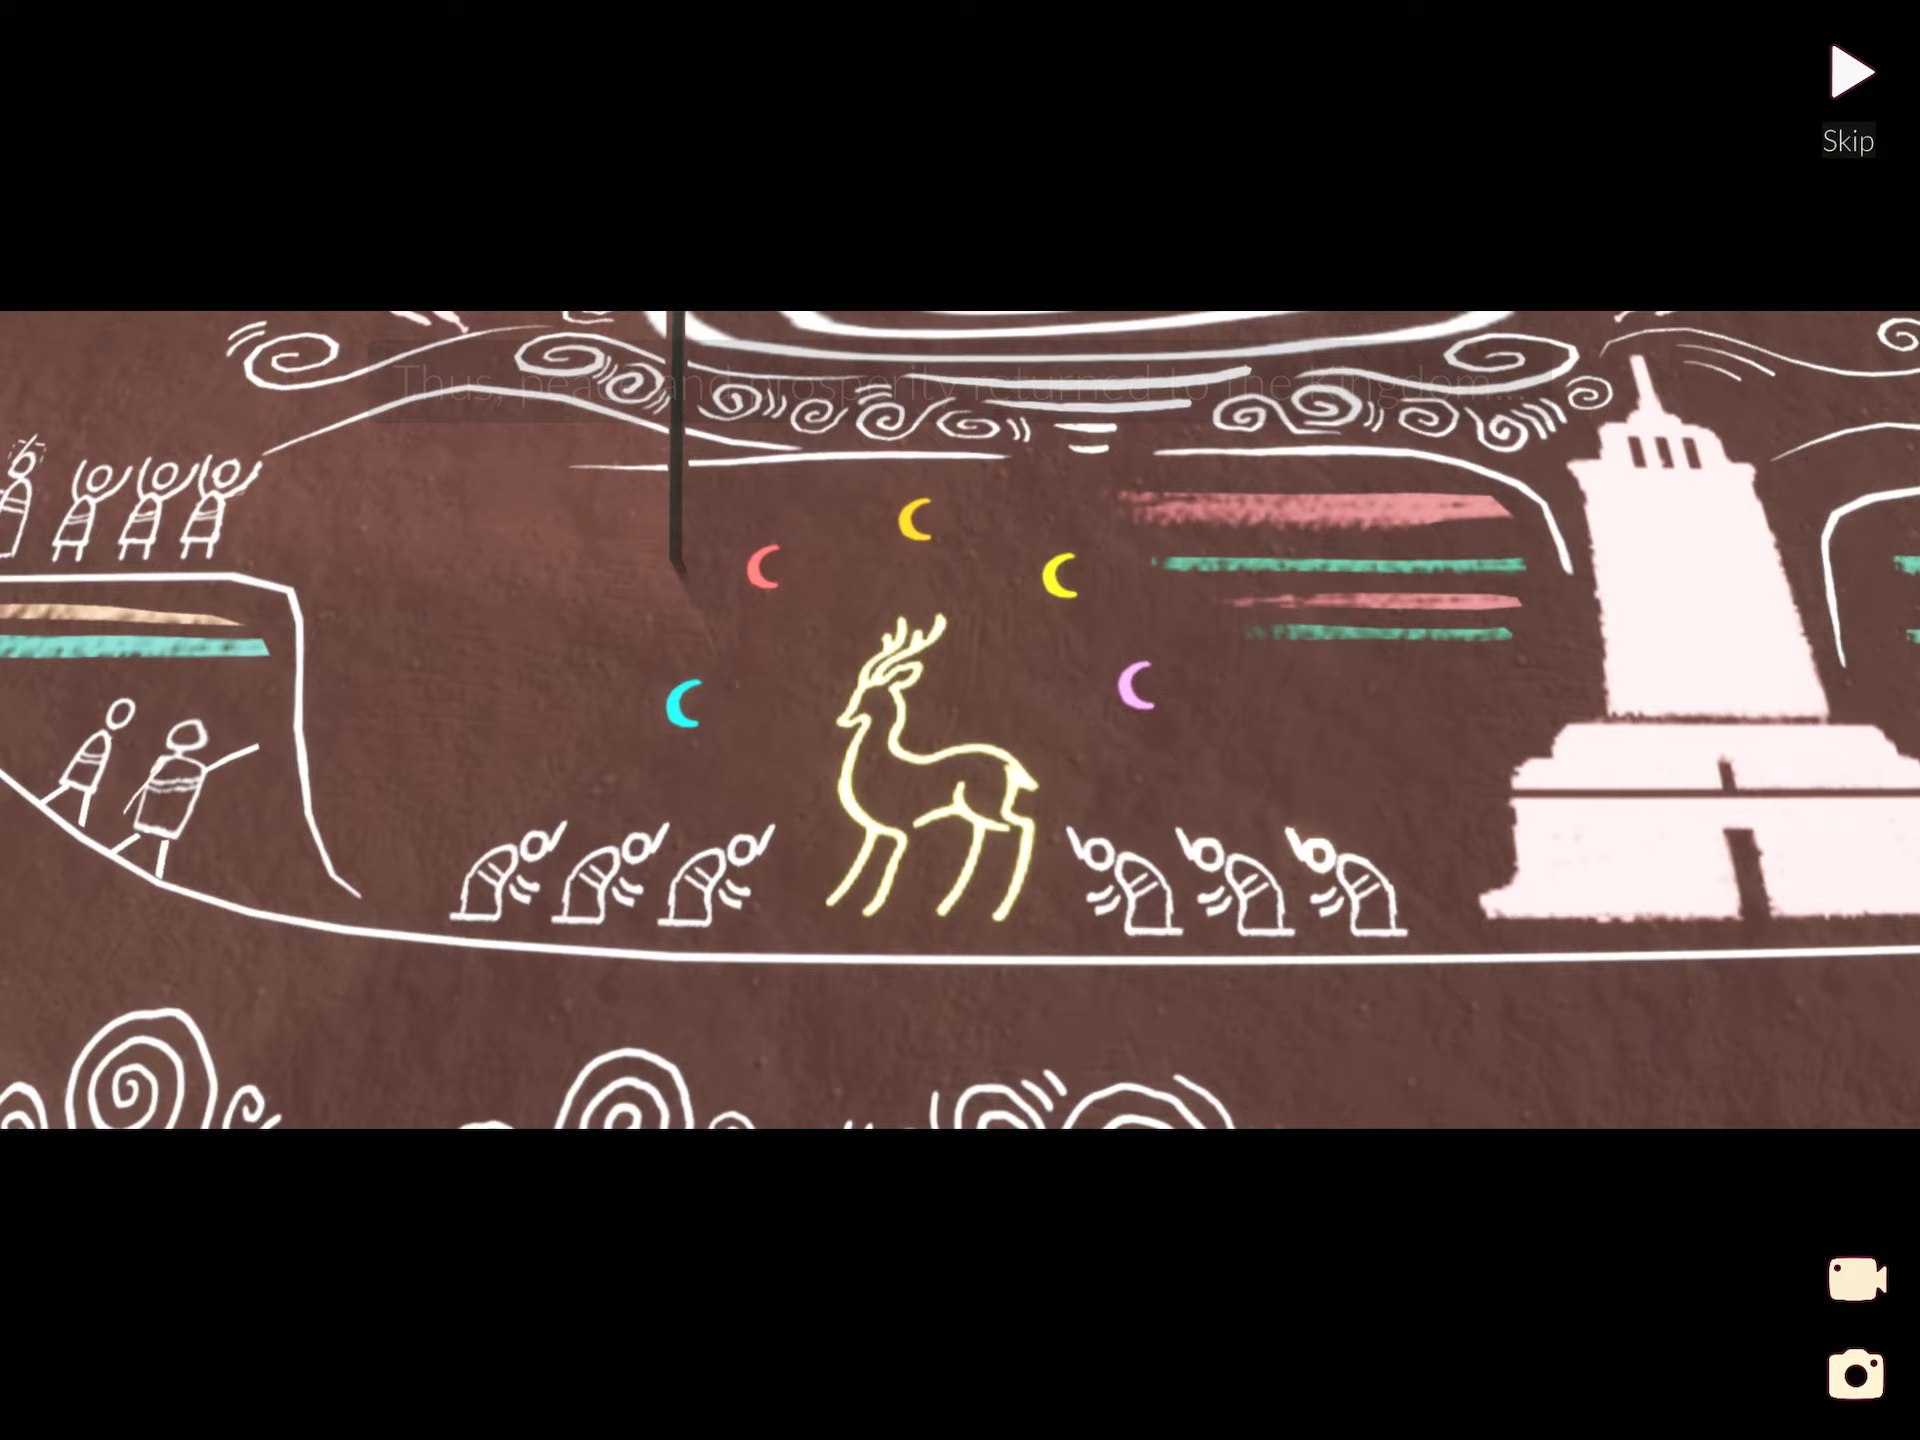 Skip
Thus, peace and prosperity returned to the kingdom...